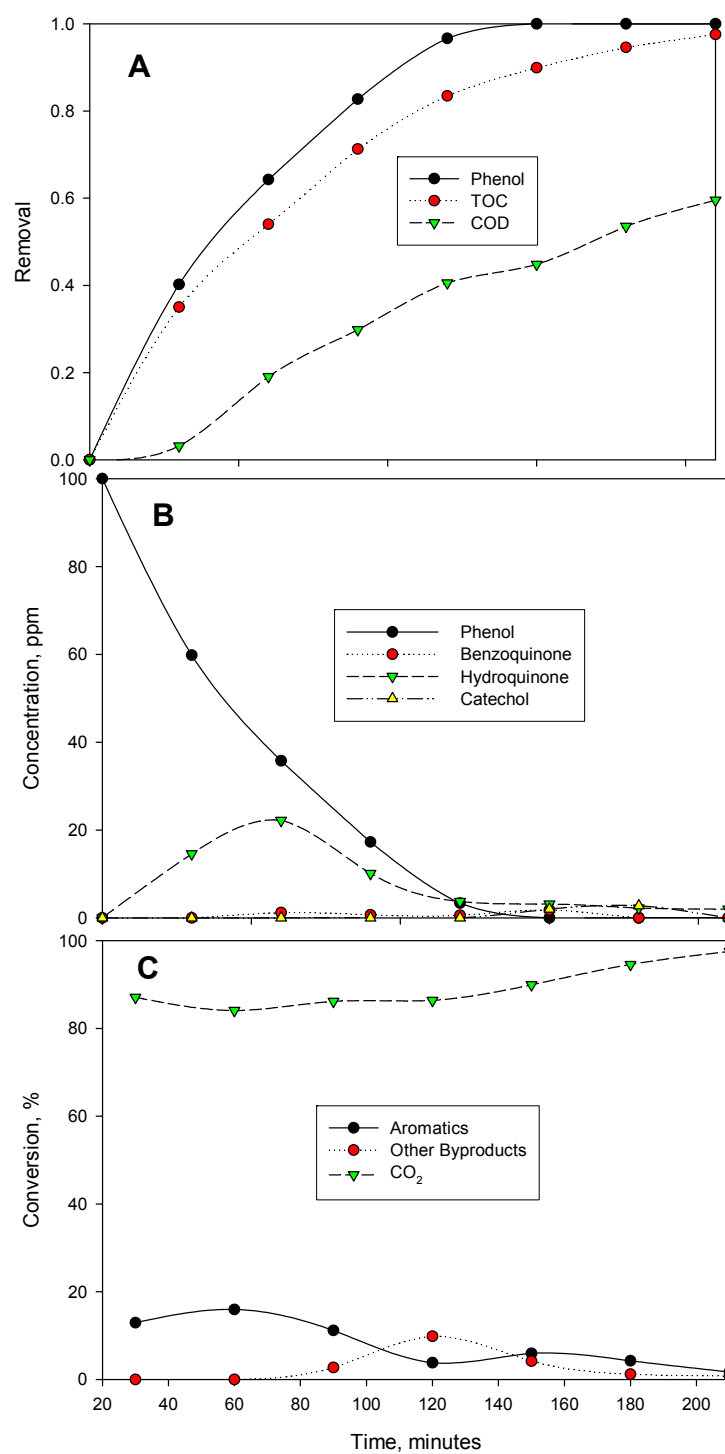 1.0
A
0.8
Phenol
TOC
COD
0.6
Removal
0.4
0.2
0.0
100
B
80
Phenol
Benzoquinone
Hydroquinone
Catechol
60
Concentration, ppm
40
20
0
100
C
80
60
Aromatics
Other Byproducts
CO₂
Conversion, %
40
20
0
20 40 60 80 100 120 140 160 180 200
Time, minutes